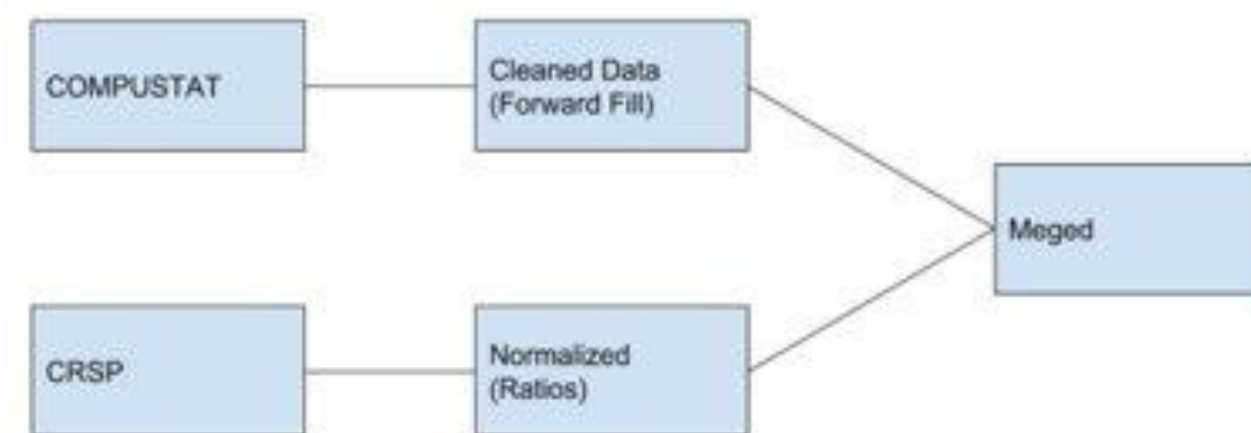 COMPUSTAT
Cleaned Data
(Forward Fill)
Meged
CRSP
Normalized
(Ratios)